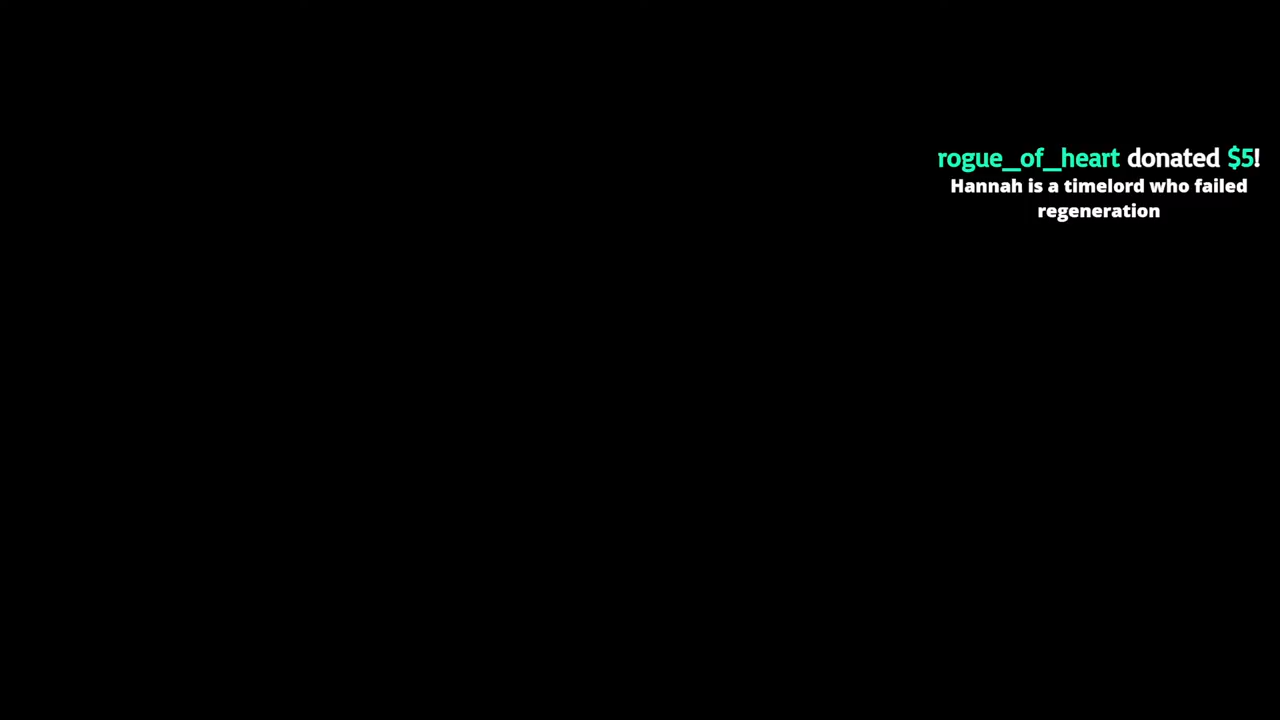 rogue_of_heart donated $5!
Hannah is a timelord who failed
regeneration